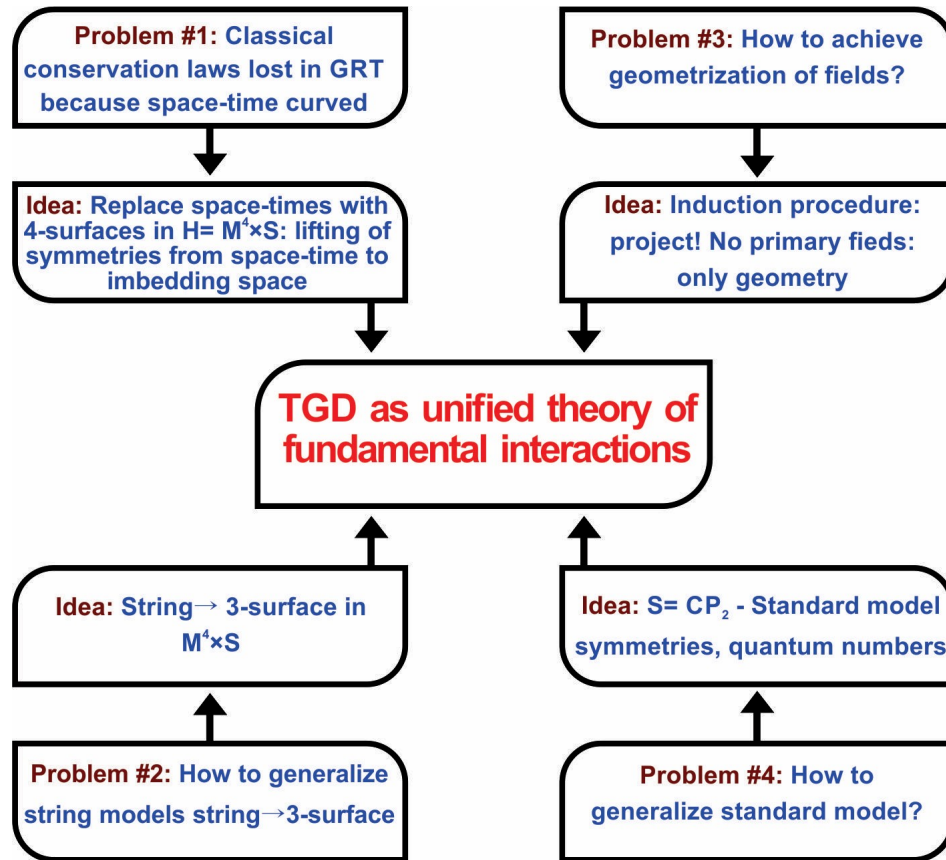 Problem #1: Classical
conservation laws lost in GRT
because space-time curved
Problem #3: How to achieve
geometrization of fields?
Idea: Replace space-times with
4-surfaces in H= M⁴×S: lifting of
symmetries from space-time to
imbedding space
Idea: Induction procedure:
project! No primary fieds:
only geometry
TGD as unified theory of
fundamental interactions
Idea: String→ 3-surface in
M⁴×S
Idea: S= CP₂ - Standard model
symmetries, quantum numbers
Problem #2: How to generalize
string models string→3-surface
Problem #4: How to
generalize standard model?